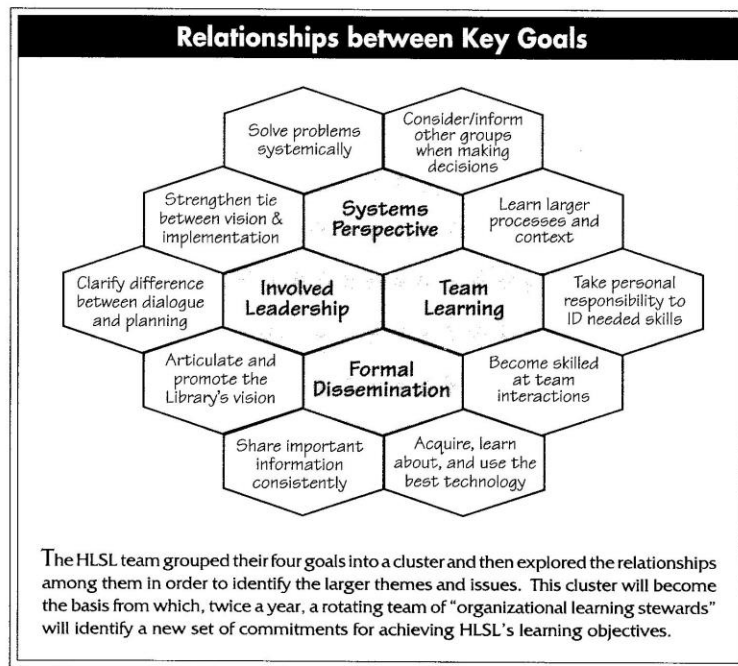 Relationships between Key Goals
Solve problems
systemically
Consider/inform
other groups
when making
decisions
Strengthen tie
between vision &
implementation
Systems
Perspective
Learn larger
processes and
context
Clarify difference
between dialogue
and planning
Involved
Leadership
Team
Learning
Take personal
responsibility to
ID needed skills
Articulate and
promote the
Library's vision
Formal
Dissemination
Become skilled
at team
interactions
Share important
information
consistently
Acquire, learn
about, and use the
best technology
The HLSL team grouped their four goals into a cluster and then explored the relationships
among them in order to identify the larger themes and issues. This cluster will become
the basis from which, twice a year, a rotating team of “organizational learning stewards”
will identify a new set of commitments for achieving HLSL's learning objectives.